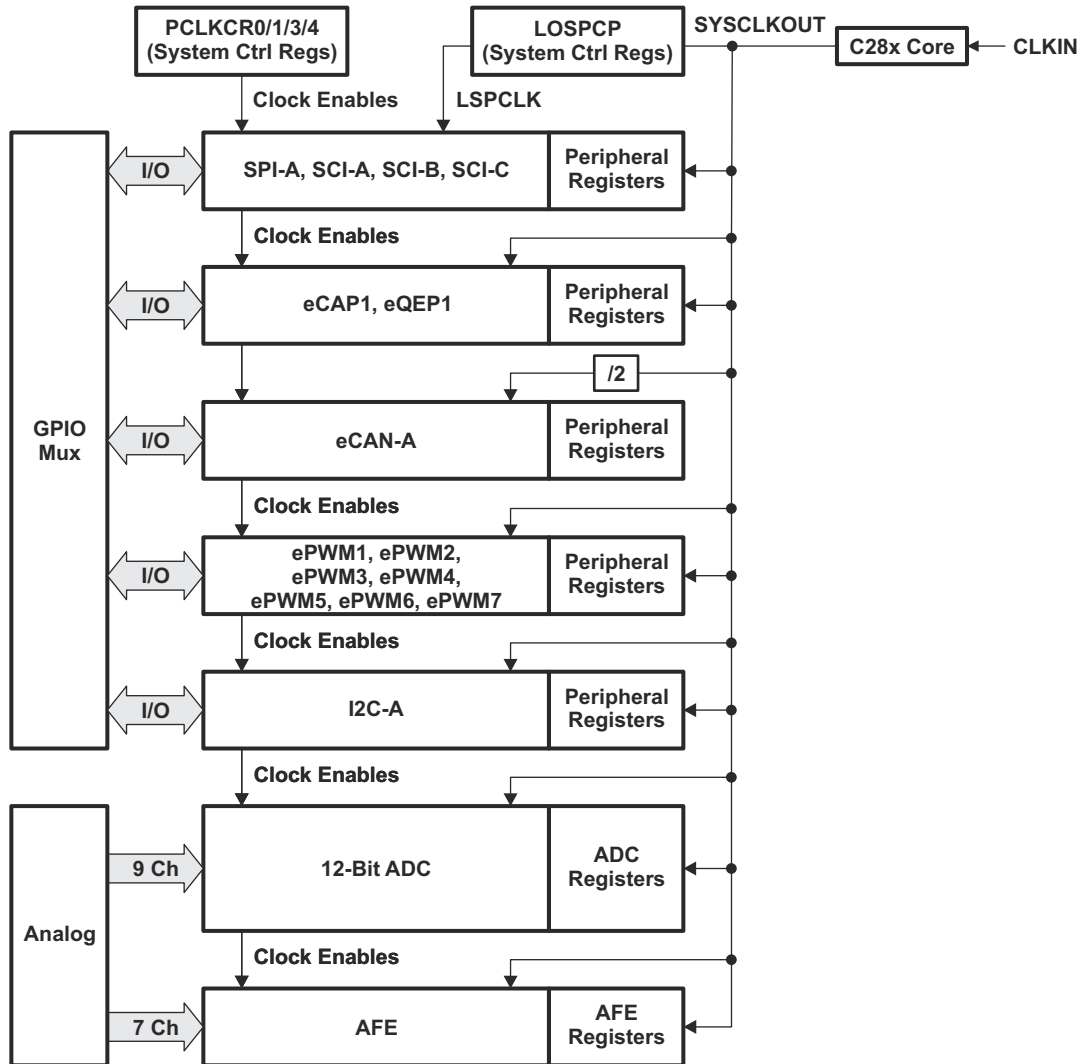 PCLKCR0/1/3/4
(System Ctrl Regs)
LOSPCP
(System Ctrl Regs)
SYSCLKOUT
C28x Core
CLKIN
Clock Enables
LSPCLK
I/O
SPI-A, SCI-A, SCI-B, SCI-C
Peripheral
Registers
Clock Enables
I/O
eCAP1, eQEP1
Peripheral
Registers
/2
GPIO
Mux
I/O
eCAN-A
Peripheral
Registers
Clock Enables
I/O
ePWM1, ePWM2,
ePWM3, ePWM4,
ePWM5, ePWM6, ePWM7
Peripheral
Registers
Clock Enables
I/O
I2C-A
Peripheral
Registers
Clock Enables
Analog
9 Ch
12-Bit ADC
ADC
Registers
Clock Enables
7 Ch
AFE
AFE
Registers